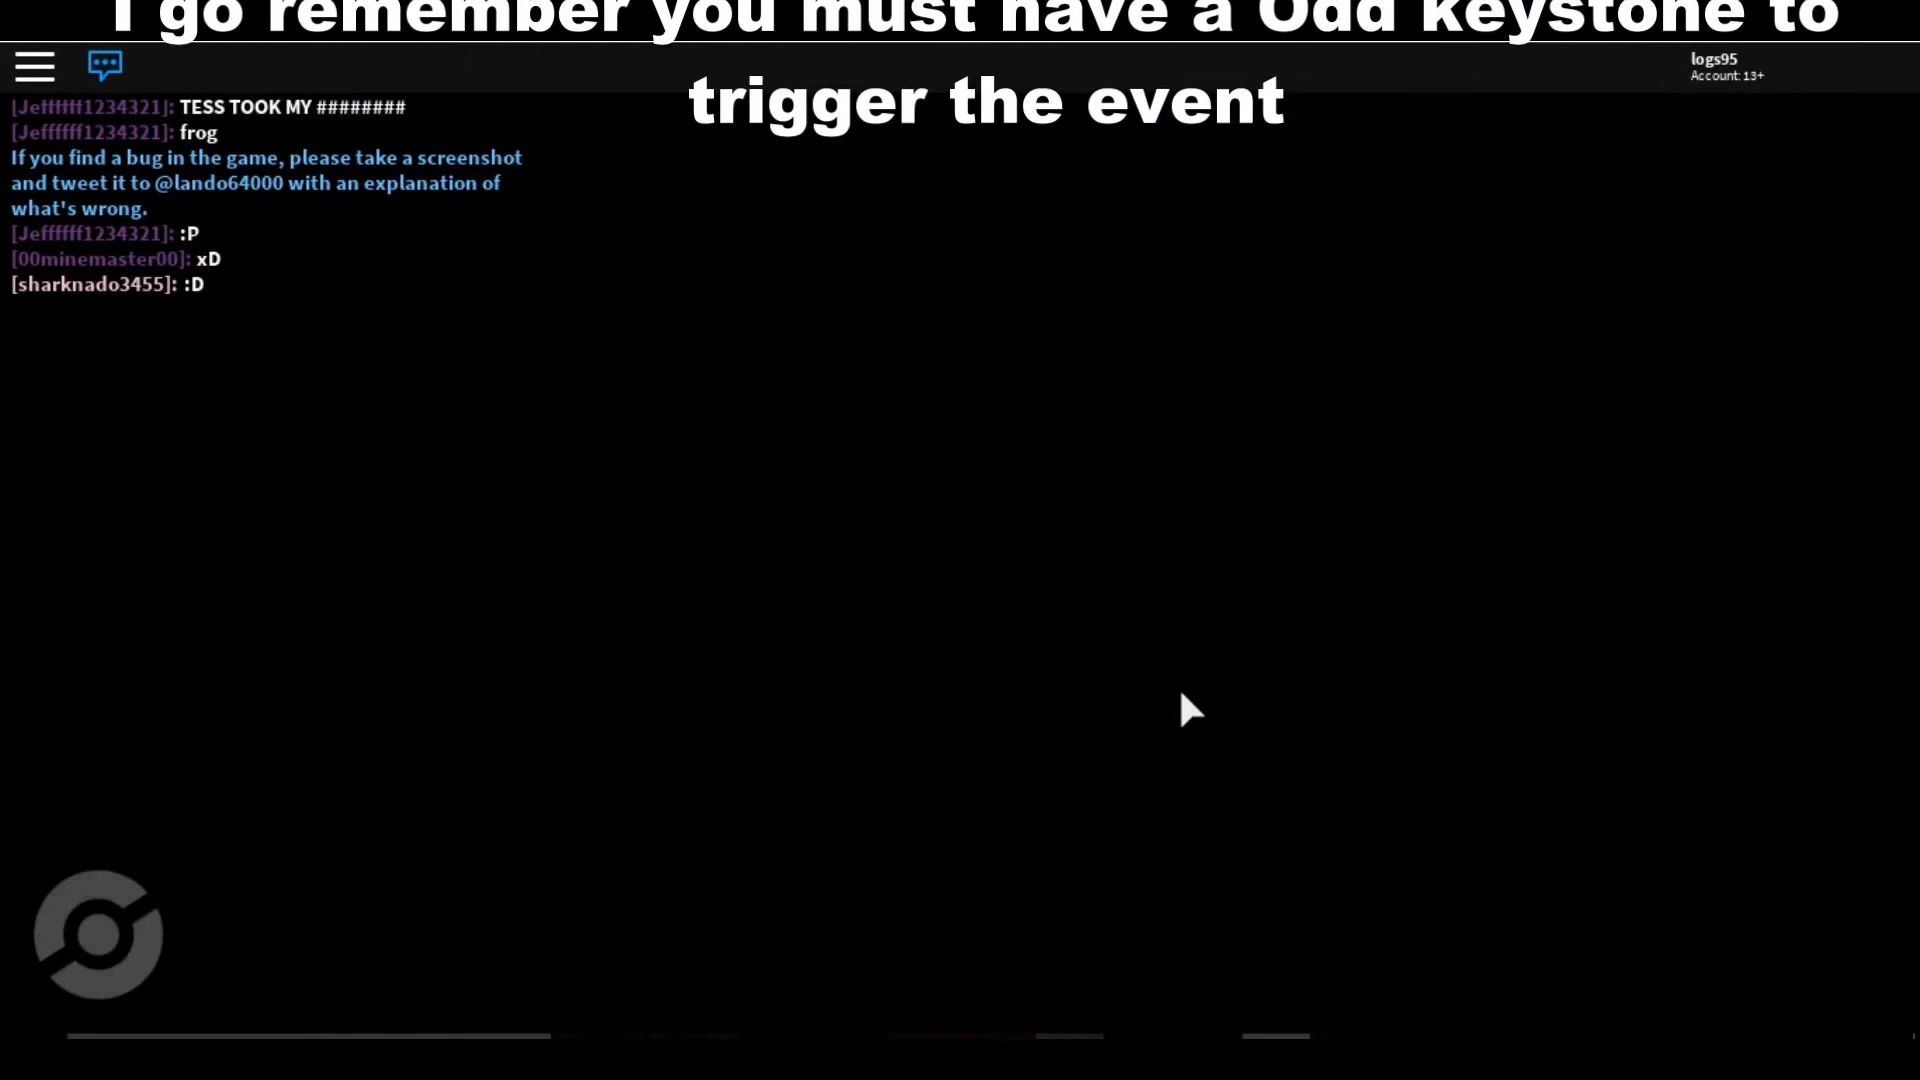 I go remember you must have a Odd keystone to
trigger the event
logs95
Account: 13+
[Jeffffff1234321]: TESS TOOK MY ########
[Jeffffff1234321]: frog
If you find a bug in the game, please take a screenshot
and tweet it to @lando64000 with an explanation of
what's wrong.
[Jeffffff1234321]: :P
[00minemaster00]: xD
[sharknado3455]: :D